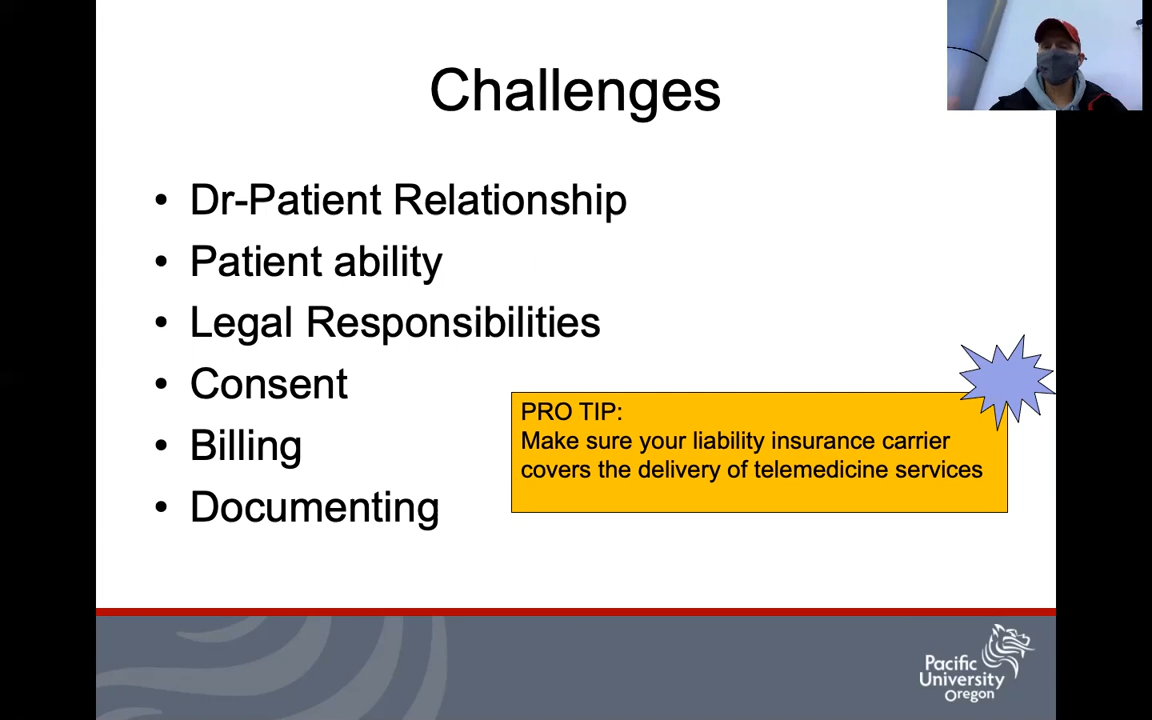 Challenges
• Dr-Patient Relationship
• Patient ability
• Legal Responsibilities
• Consent
• Billing
• Documenting
PRO TIP:
Make sure your liability insurance carrier
covers the delivery of telemedicine services
Pacific
University
Oregon